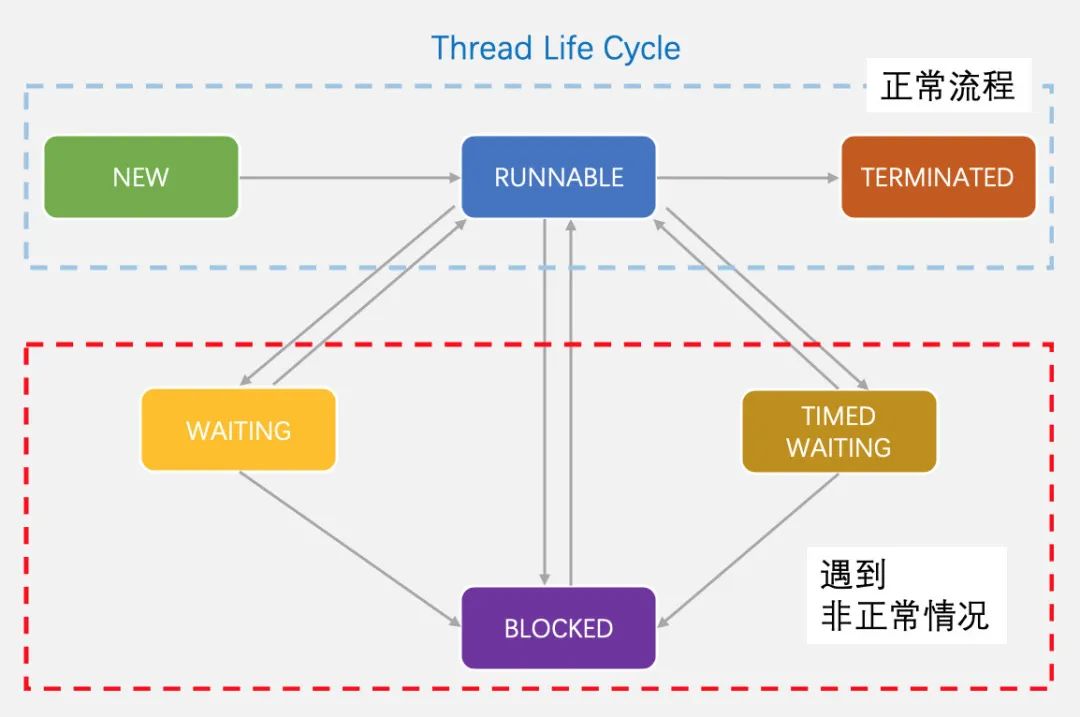 Thread Life Cycle
正常流程
NEW
RUNNABLE
TERMINATED
WAITING
TIMED
WAITING
BLOCKED
遇到
非正常情况